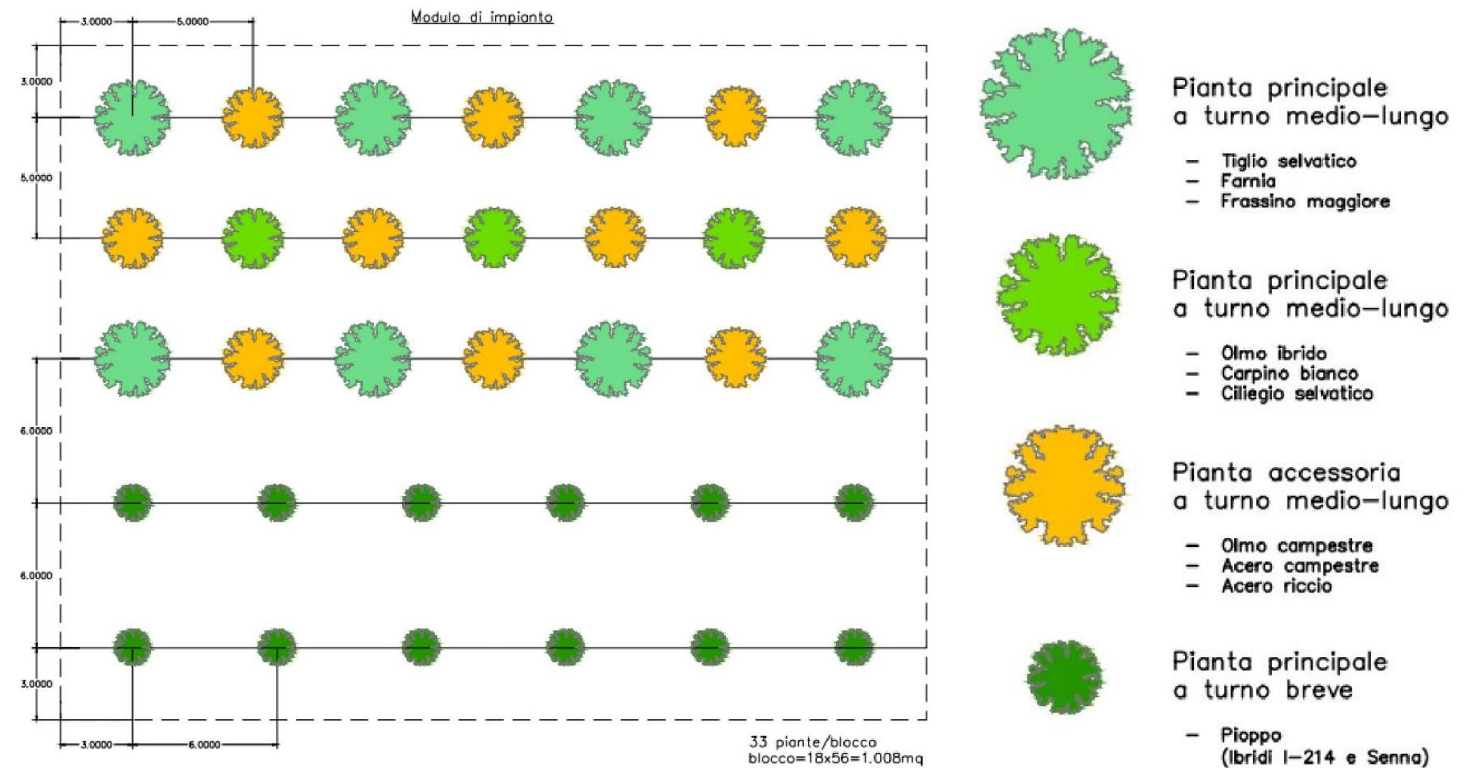 Modulo di impianto
3.0000
5.0000
3.0000
5.0000
6.0000
6.0000
3.0000
3.0000
6.0000
33 piante/blocco
blocco=18x56=1.008mq
Pianta principale
a turno medio-lungo
- Tiglio selvatico
- Farnia
- Frassino maggiore
Pianta principale
a turno medio-lungo
- Olmo ibrido
- Carpino bianco
- Ciliegio selvatico
Pianta accessoria
a turno medio-lungo
- Olmo campestre
- Acero campestre
- Acero riccio
Pianta principale
a turno breve
- Pioppo
(Ibridi I-214 e Senna)